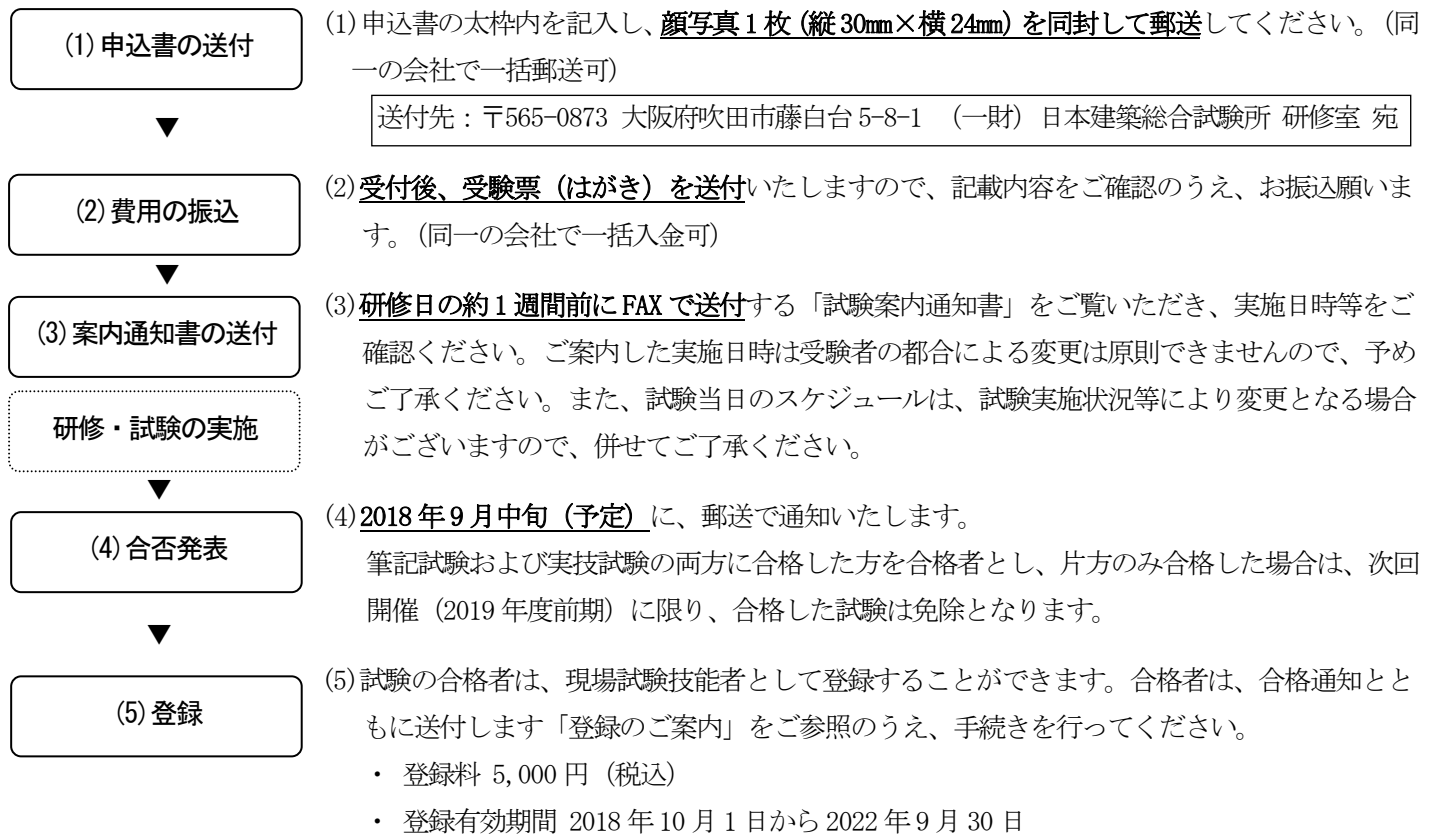 (1)申込書の送付
(1)申込書の太枠内を記入し、顔写真1枚(縦30㎜×横24㎜)を同封して郵送してください。(同
一の会社で一括郵送可)
送付先：〒565-0873 大阪府吹田市藤白台5-8-1 （一財）日本建築総合試験所 研修室 宛
▼
(2)費用の振込
(2)受付後、受験票（はがき）を送付いたしますので、記載内容をご確認のうえ、お振込願いま
す。(同一の会社で一括入金可)
▼
(3)案内通知書の送付
(3)研修日の約1週間前にFAXで送付する「試験案内通知書」をご覧いただき、実施日時等をご
確認ください。ご案内した実施日時は受験者の都合による変更は原則できませんので、予め
ご了承ください。また、試験当日のスケジュールは、試験実施状況等により変更となる場合
がございますので、併せてご了承ください。
研修・試験の実施
▼
(4)合否発表
(4)2018年9月中旬（予定）に、郵送で通知いたします。
筆記試験および実技試験の両方に合格した方を合格者とし、片方のみ合格した場合は、次回
開催（2019年度前期）に限り、合格した試験は免除となります。
▼
(5)登録
(5)試験の合格者は、現場試験技能者として登録することができます。合格者は、合格通知とと
もに送付します「登録のご案内」をご参照のうえ、手続きを行ってください。
・ 登録料 5,000円（税込）
・ 登録有効期間 2018年10月1日から2022年9月30日